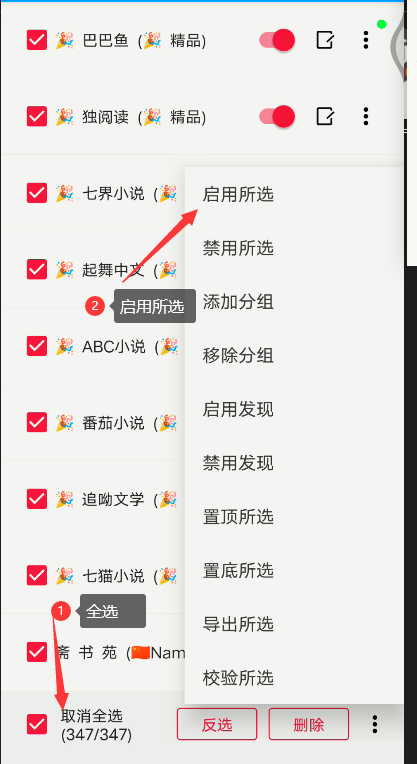 巴巴鱼 (🎉 精品)
独阅读 (🎉 精品)
七界小说 (🎉
启用所选
禁用所选
起舞中文 (🎉
添加分组
2 启用所选
ABC小说 (🎉
移除分组
启用发现
番茄小说 (🎉
禁用发现
追呦文学 (🎉
置顶所选
七猫小说 (🎉
置底所选
1 全选
导出所选
斋 书 苑 (🇨🇳Nam
校验所选
取消全选
(347/347)
反选
删除